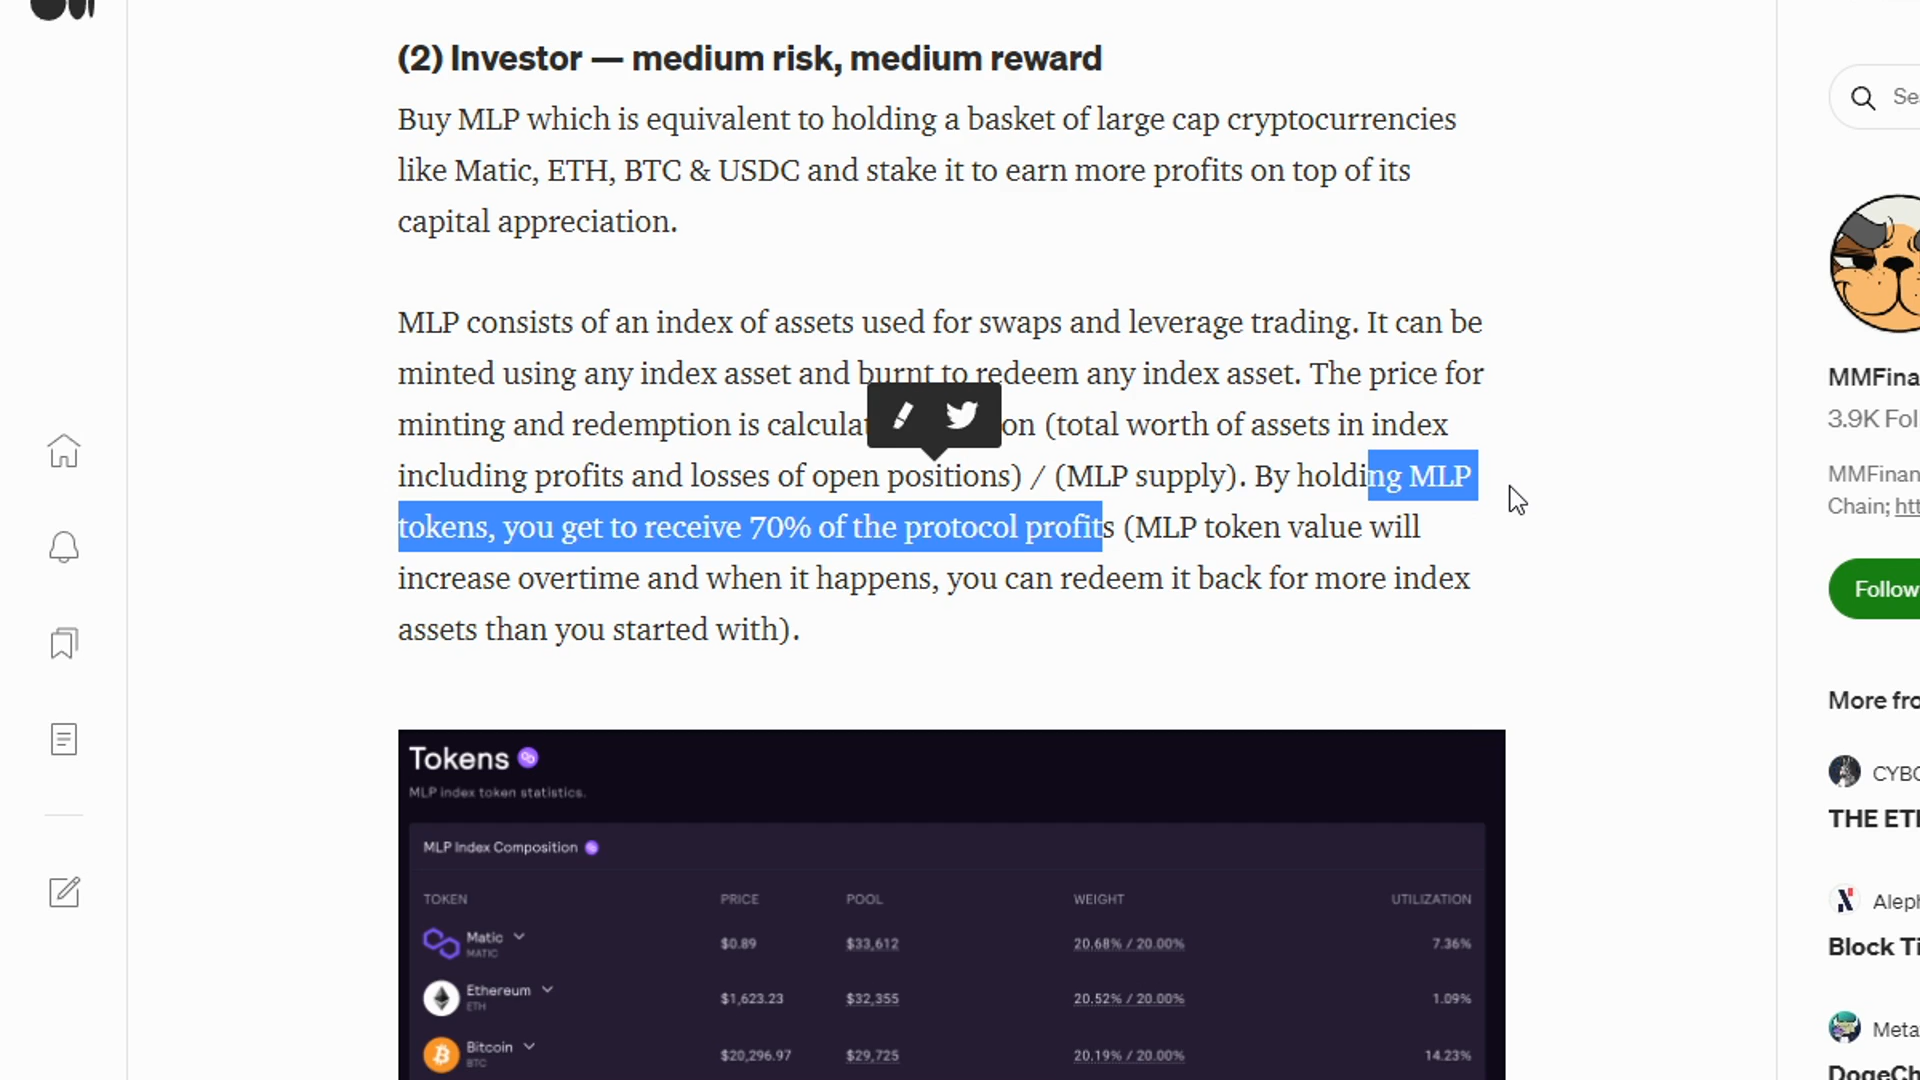 (2) Investor — medium risk, medium reward
Buy MLP which is equivalent to holding a basket of large cap cryptocurrencies
like Matic, ETH, BTC & USDC and stake it to earn more profits on top of its
capital appreciation.
MLP consists of an index of assets used for swaps and leverage trading. It can be
minted using any index asset and burnt to redeem any index asset. The price for
minting and redemption is calculat on (total worth of assets in index
including profits and losses of open positions) / (MLP supply). By holding MLP
tokens, you get to receive 70% of the protocol profits (MLP token value will
increase overtime and when it happens, you can redeem it back for more index
assets than you started with).
Tokens
MLP index token statistics.
MLP Index Composition
TOKEN PRICE POOL WEIGHT UTILIZATION
Matic $0.89 $33,612 20.68% / 20.00% 7.36%
MATIC
Ethereum $1,623.23 $32,355 20.52% / 20.00% 1.09%
ETH
Bitcoin $20,296.97 $29,725 20.19% / 20.00% 14.23%
BTC
Se
MMFina
3.9K Fol
MMFinan
Chain; htt
Follow
More fro
CYBO
THE ETH
Aleph
Block Ti
Meta
DogeCh